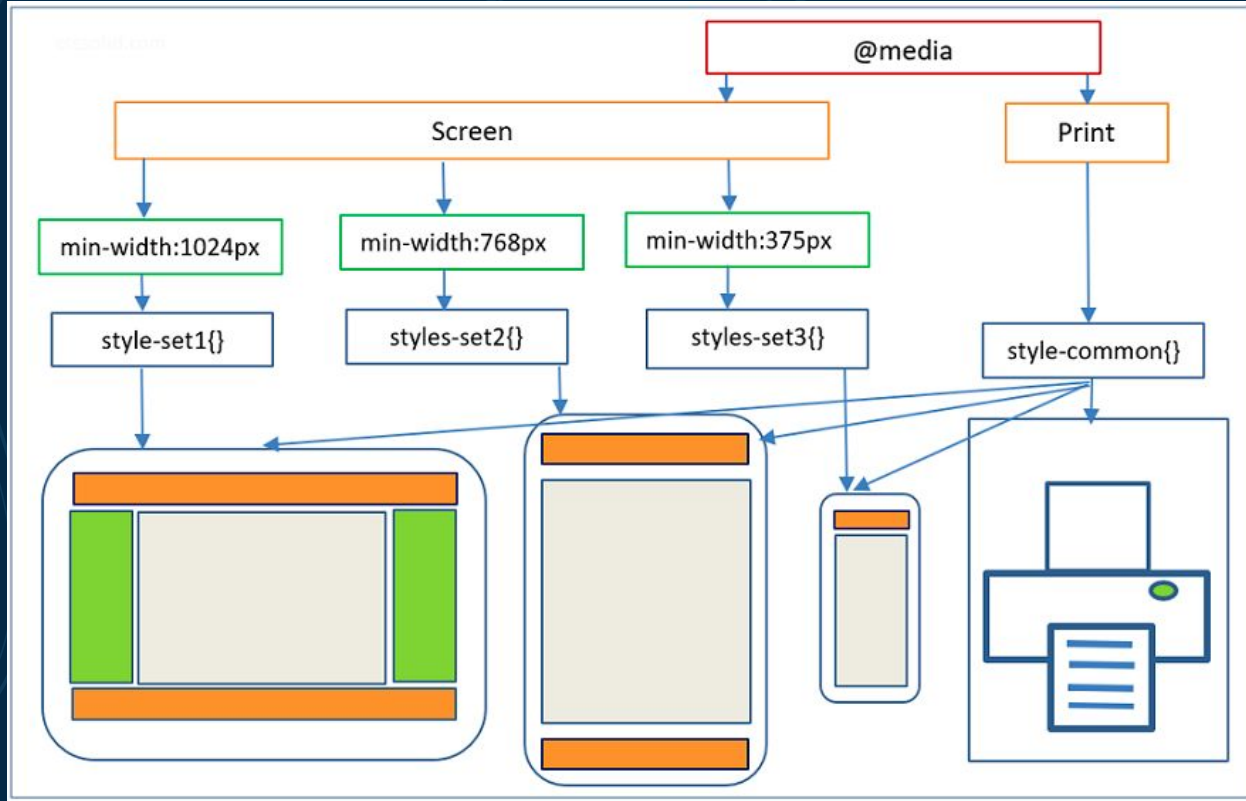 @media
Screen
Print
min-width:1024px
min-width:768px
min-width:375px
style-set1{}
styles-set2{}
styles-set3{}
style-common{}